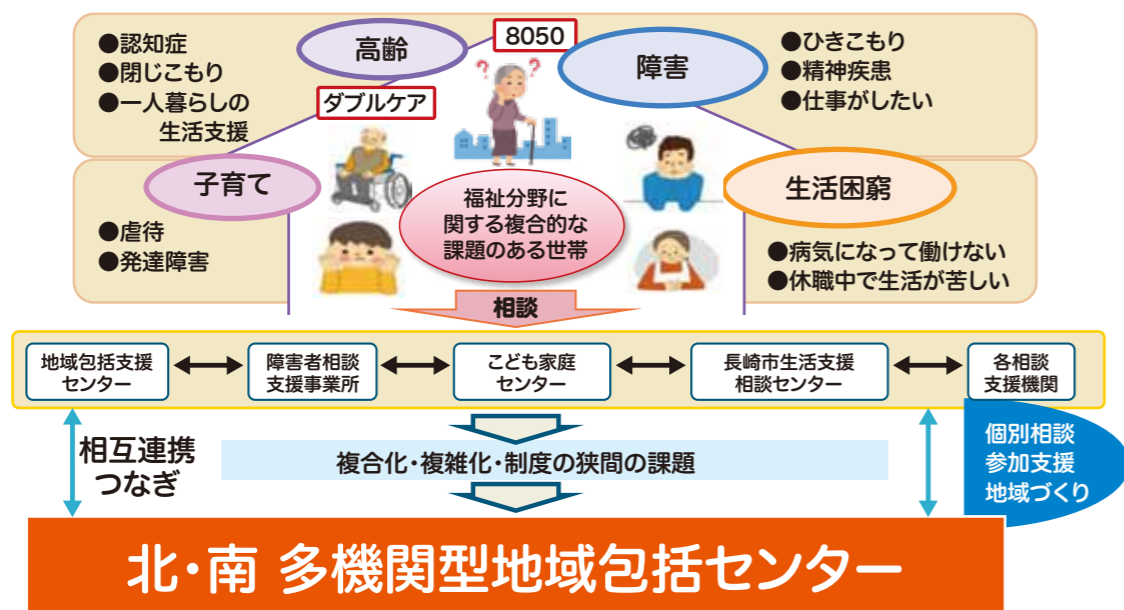 高齢
8050
障害
●認知症
●閉じこもり
●一人暮らしの
生活支援
ダブルケア
●ひきこもり
●精神疾患
●仕事がしたい
子育て
●虐待
●発達障害
??
福祉分野に
関する複合的な
課題のある世帯
生活困窮
●病気になって働けない
●休職中で生活が苦しい
相談
地域包括支援
センター
障害者相談
支援事業所
こども家庭
センター
長崎市生活支援
相談センター
各相談
支援機関
相互連携
つなぎ
複合化・複雑化・制度の狭間の課題
個別相談
参加支援
地域づくり
北・南 多機関型地域包括センター